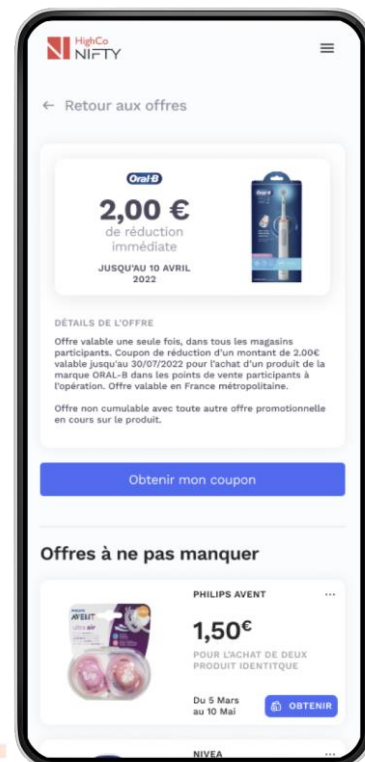 HighCo
NIFTY
← Retour aux offres
Oral-B
2,00 €
de réduction
immédiate
JUSQU'AU 10 AVRIL
2022
Oral-B
DÉTAILS DE L'OFFRE
Offre valable une seule fois, dans tous les magasins
participants. Coupon de réduction d'un montant de 2.00€
valable jusqu'au 30/07/2022 pour l'achat d'un produit de la
marque ORAL-B dans les points de vente participants à
l'opération. Offre valable en France métropolitaine.
Offre non cumulable avec toute autre offre promotionnelle
en cours sur le produit.
Obtenir mon coupon
Offres à ne pas manquer
PHILIPS AVENT
...
PHILIPS
AVENT
ultra air
1,50€
POUR L'ACHAT DE DEUX
PRODUIT IDENTITQUE
Du 5 Mars
au 10 Mai
OBTENIR
NIVEA
...